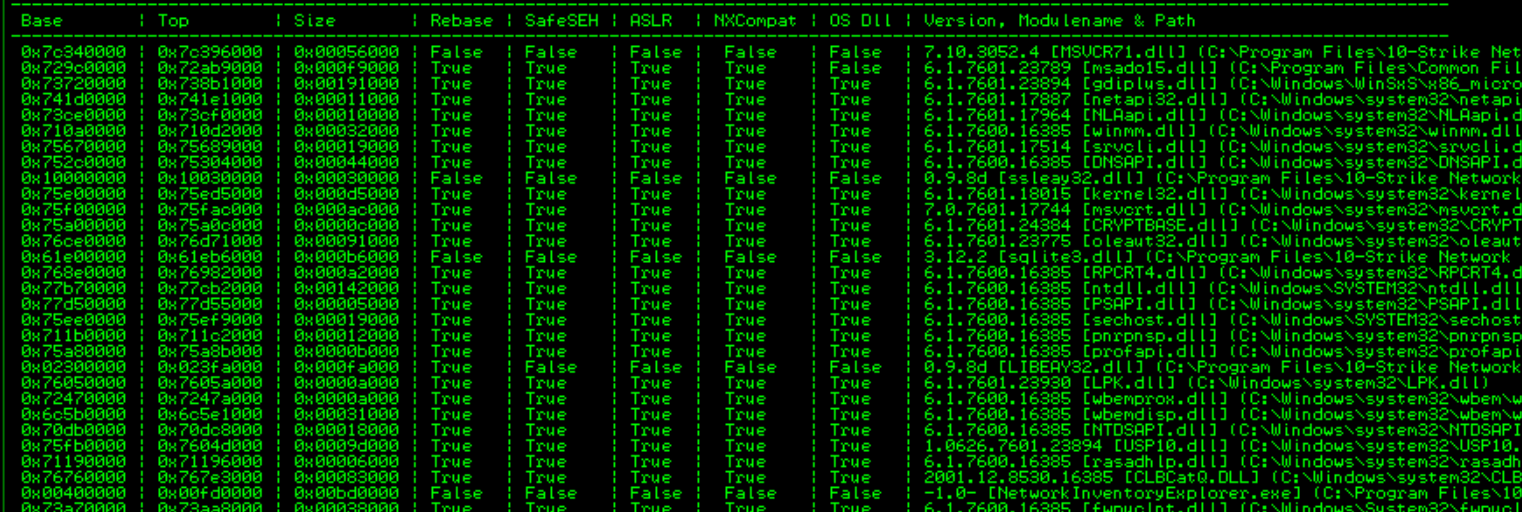 Base | Top | Size | Rebase | SafeSEH | ASLR | NXCompat | OS Dll | Version, Modulename & Path
0x7c340000 | 0x7c396000 | 0x00056000 | False | False | False | False | False | 7.10.3052.4 [MSVCR71.dll] (C:\Program Files\10-Strike Net
0x729c0000 | 0x72ab9000 | 0x000f9000 | True | True | True | True | False | 6.1.7601.23789 [msado15.dll] (C:\Program Files\Common Fil
0x73720000 | 0x738b1000 | 0x00191000 | True | True | True | True | True | 6.1.7601.23894 [gdiplus.dll] (C:\Windows\WinSxS\x86_micro
0x741d0000 | 0x741e1000 | 0x00011000 | True | True | True | True | True | 6.1.7601.17887 [netapi32.dll] (C:\Windows\system32\netapi
0x73ce0000 | 0x73cf0000 | 0x00010000 | True | True | True | True | True | 6.1.7601.17964 [NLAapi.dll] (C:\Windows\system32\NLAapi.d
0x710a0000 | 0x710d2000 | 0x00032000 | True | True | True | True | True | 6.1.7600.16385 [winmm.dll] (C:\Windows\system32\winmm.dll
0x75670000 | 0x75689000 | 0x00019000 | True | True | True | True | True | 6.1.7601.17514 [srvcli.dll] (C:\Windows\system32\srvcli.d
0x752c0000 | 0x75304000 | 0x00044000 | True | True | True | True | True | 6.1.7600.16385 [DNSAPI.dll] (C:\Windows\system32\DNSAPI.d
0x10000000 | 0x10030000 | 0x00030000 | False | False | False | False | False | 0.9.8d [ssleay32.dll] (C:\Program Files\10-Strike Network
0x75e00000 | 0x75ed5000 | 0x000d5000 | True | True | True | True | True | 6.1.7601.18015 [kernel32.dll] (C:\Windows\system32\kernel
0x75f00000 | 0x75fac000 | 0x000ac000 | True | True | True | True | True | 7.0.7601.17744 [msvcrt.dll] (C:\Windows\system32\msvcrt.d
0x75a00000 | 0x75a0c000 | 0x0000c000 | True | True | True | True | True | 6.1.7601.24384 [CRYPTBASE.dll] (C:\Windows\system32\CRYPT
0x76ce0000 | 0x76d71000 | 0x00091000 | True | True | True | True | True | 6.1.7601.23775 [oleaut32.dll] (C:\Windows\system32\oleaut
0x61e00000 | 0x61eb6000 | 0x000b6000 | False | False | False | False | False | 3.12.2 [sqlite3.dll] (C:\Program Files\10-Strike Network
0x768e0000 | 0x76982000 | 0x000a2000 | True | True | True | True | True | 6.1.7600.16385 [RPCRT4.dll] (C:\Windows\system32\RPCRT4.d
0x77b70000 | 0x77cb2000 | 0x00142000 | True | True | True | True | True | 6.1.7600.16385 [ntdll.dll] (C:\Windows\SYSTEM32\ntdll.dll
0x77d50000 | 0x77d55000 | 0x00005000 | True | True | True | True | True | 6.1.7600.16385 [PSAPI.DLL] (C:\Windows\system32\PSAPI.DLL
0x75ee0000 | 0x75ef9000 | 0x00019000 | True | True | True | True | True | 6.1.7600.16385 [sechost.dll] (C:\Windows\SYSTEM32\sechost
0x711b0000 | 0x711c2000 | 0x00012000 | True | True | True | True | True | 6.1.7600.16385 [pnrpnsp.dll] (C:\Windows\system32\pnrpnsp
0x75a80000 | 0x75a8b000 | 0x0000b000 | True | True | True | True | True | 6.1.7600.16385 [profapi.dll] (C:\Windows\system32\profapi
0x02300000 | 0x023fa000 | 0x000fa000 | True | False | False | False | False | 0.9.8d [LIBEAY32.dll] (C:\Program Files\10-Strike Network
0x76050000 | 0x7605a000 | 0x0000a000 | True | True | True | True | True | 6.1.7601.23930 [LPK.dll] (C:\Windows\system32\LPK.dll)
0x72470000 | 0x7247a000 | 0x0000a000 | True | True | True | True | True | 6.1.7600.16385 [wbemprox.dll] (C:\Windows\system32\wbem\w
0x6c5b0000 | 0x6c5e1000 | 0x00031000 | True | True | True | True | True | 6.1.7600.16385 [wbemdisp.dll] (C:\Windows\system32\wbem\w
0x70db0000 | 0x70dc8000 | 0x00018000 | True | True | True | True | True | 6.1.7600.16385 [NTDSAPI.dll] (C:\Windows\system32\NTDSAPI
0x75fb0000 | 0x7604d000 | 0x0009d000 | True | True | True | True | True | 1.0626.7601.23894 [USP10.dll] (C:\Windows\system32\USP10.
0x71190000 | 0x71196000 | 0x00006000 | True | True | True | True | True | 6.1.7600.16385 [rasadhlp.dll] (C:\Windows\system32\rasadh
0x76760000 | 0x767e3000 | 0x00083000 | True | True | True | True | True | 2001.12.8530.16385 [CLBCatQ.DLL] (C:\Windows\system32\CLB
0x00400000 | 0x00fd0000 | 0x00bd0000 | False | False | False | False | False | -1.0- [NetworkInventoryExplorer.exe] (C:\Program Files\10
0x73a70000 | 0x73aa8000 | 0x00038000 | True | True | True | True | True | 6.1.7600.16385 [fwpuclnt.dll] (C:\Windows\system32\fwpucl